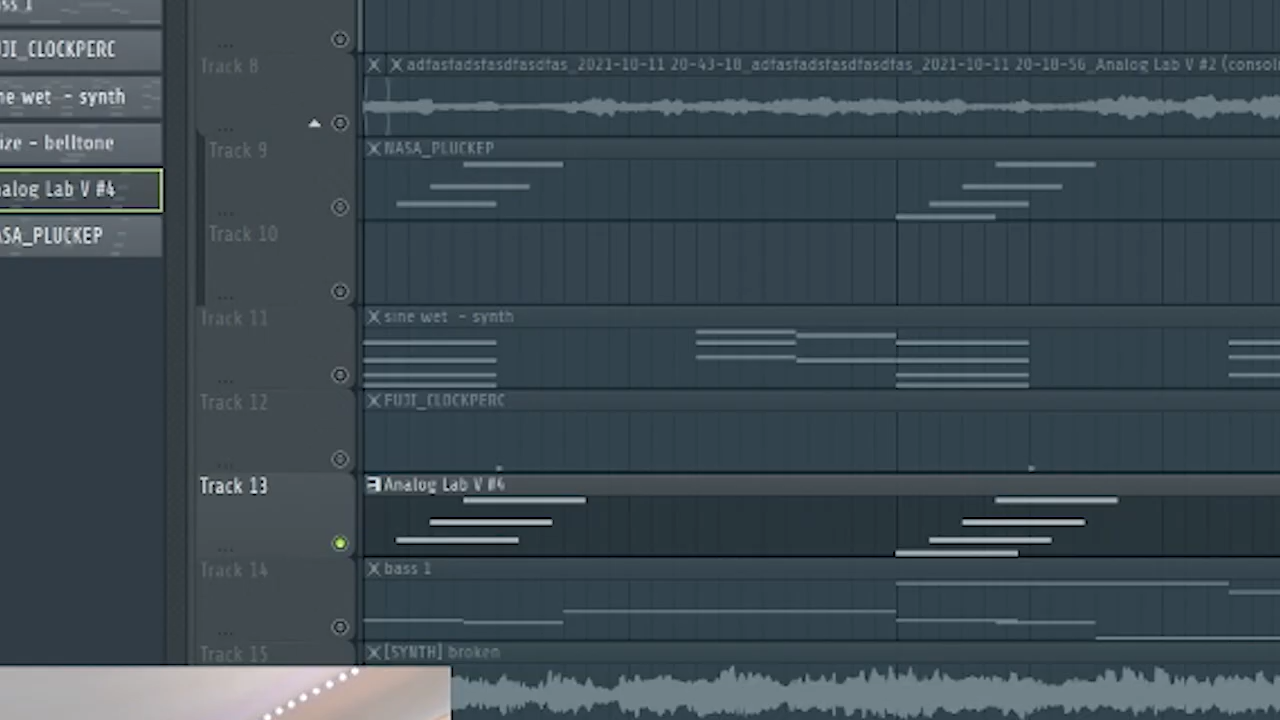 ss 1
JI_CLOCKPERC
ne wet - synth
ize - belltone
nalog Lab V #4
ASA_PLUCKEP
Track 8
adfasfadsfasdfasdfas_2021-10-11 20-43-18_adfasfadsfasdfasdfas_2021-10-11 20-18-56_Analog Lab V #2 (consol
Track 9
NASA_PLUCKEP
Track 10
Track 11
sine wet - synth
Track 12
FUJI_CLOCKPERC
Track 13
Analog Lab V #4
Track 14
bass 1
Track 15
[SYNTH] broken